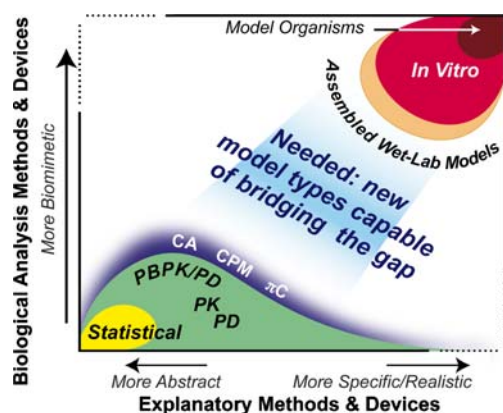 Model Organisms
In Vitro
Assembled Wet-Lab Models
Needed: new
model types capable
of bridging the gap
CA
CPM
πC
PBPK/PD
PK
PD
Statistical
Biological Analysis Methods & Devices
More Biomimetic
More Abstract
More Specific/Realistic
Explanatory Methods & Devices